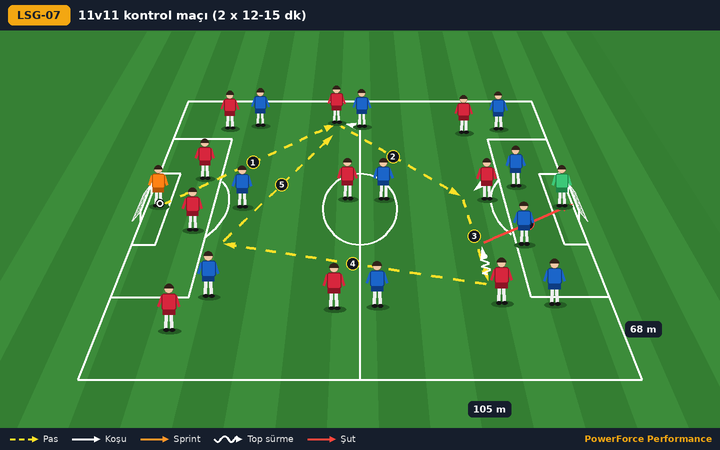 LSG-07 11v11 kontrol maçı (2 x 12-15 dk)
1
2
5
3
4
68 m
105 m
Pas Koşu Sprint Top sürme Şut PowerForce Performance